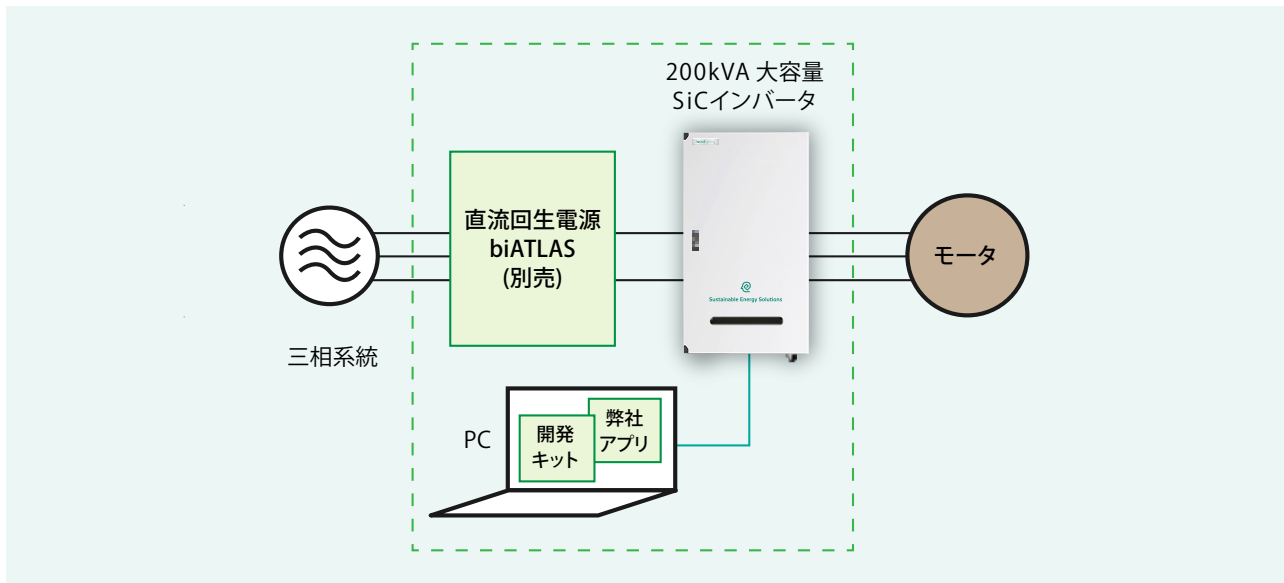 200kVA 大容量
SiCインバータ
直流回生電源
biATLAS
(別売)
モータ
Sustainable Energy Solutions
三相系統
PC
開発
キット
弊社
アプリ